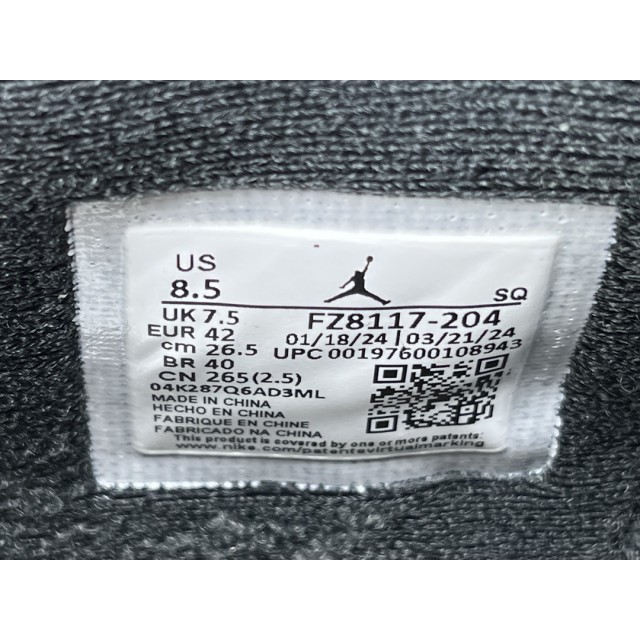 US
8.5
SQ
UK 7.5
FZ8117-204
EUR 42
01/18/24 | 03/21/24
cm 26.5
UPC 00197600108943
BR 40
CN 265(2.5)
04K287Q6AD3ML
MADE IN CHINA
HECHO EN CHINA
FABRIQUE EN CHINE
FABRICADO NA CHINA
This product is covered by one or more patents:
www.nike.com/patentsvirtualmarking